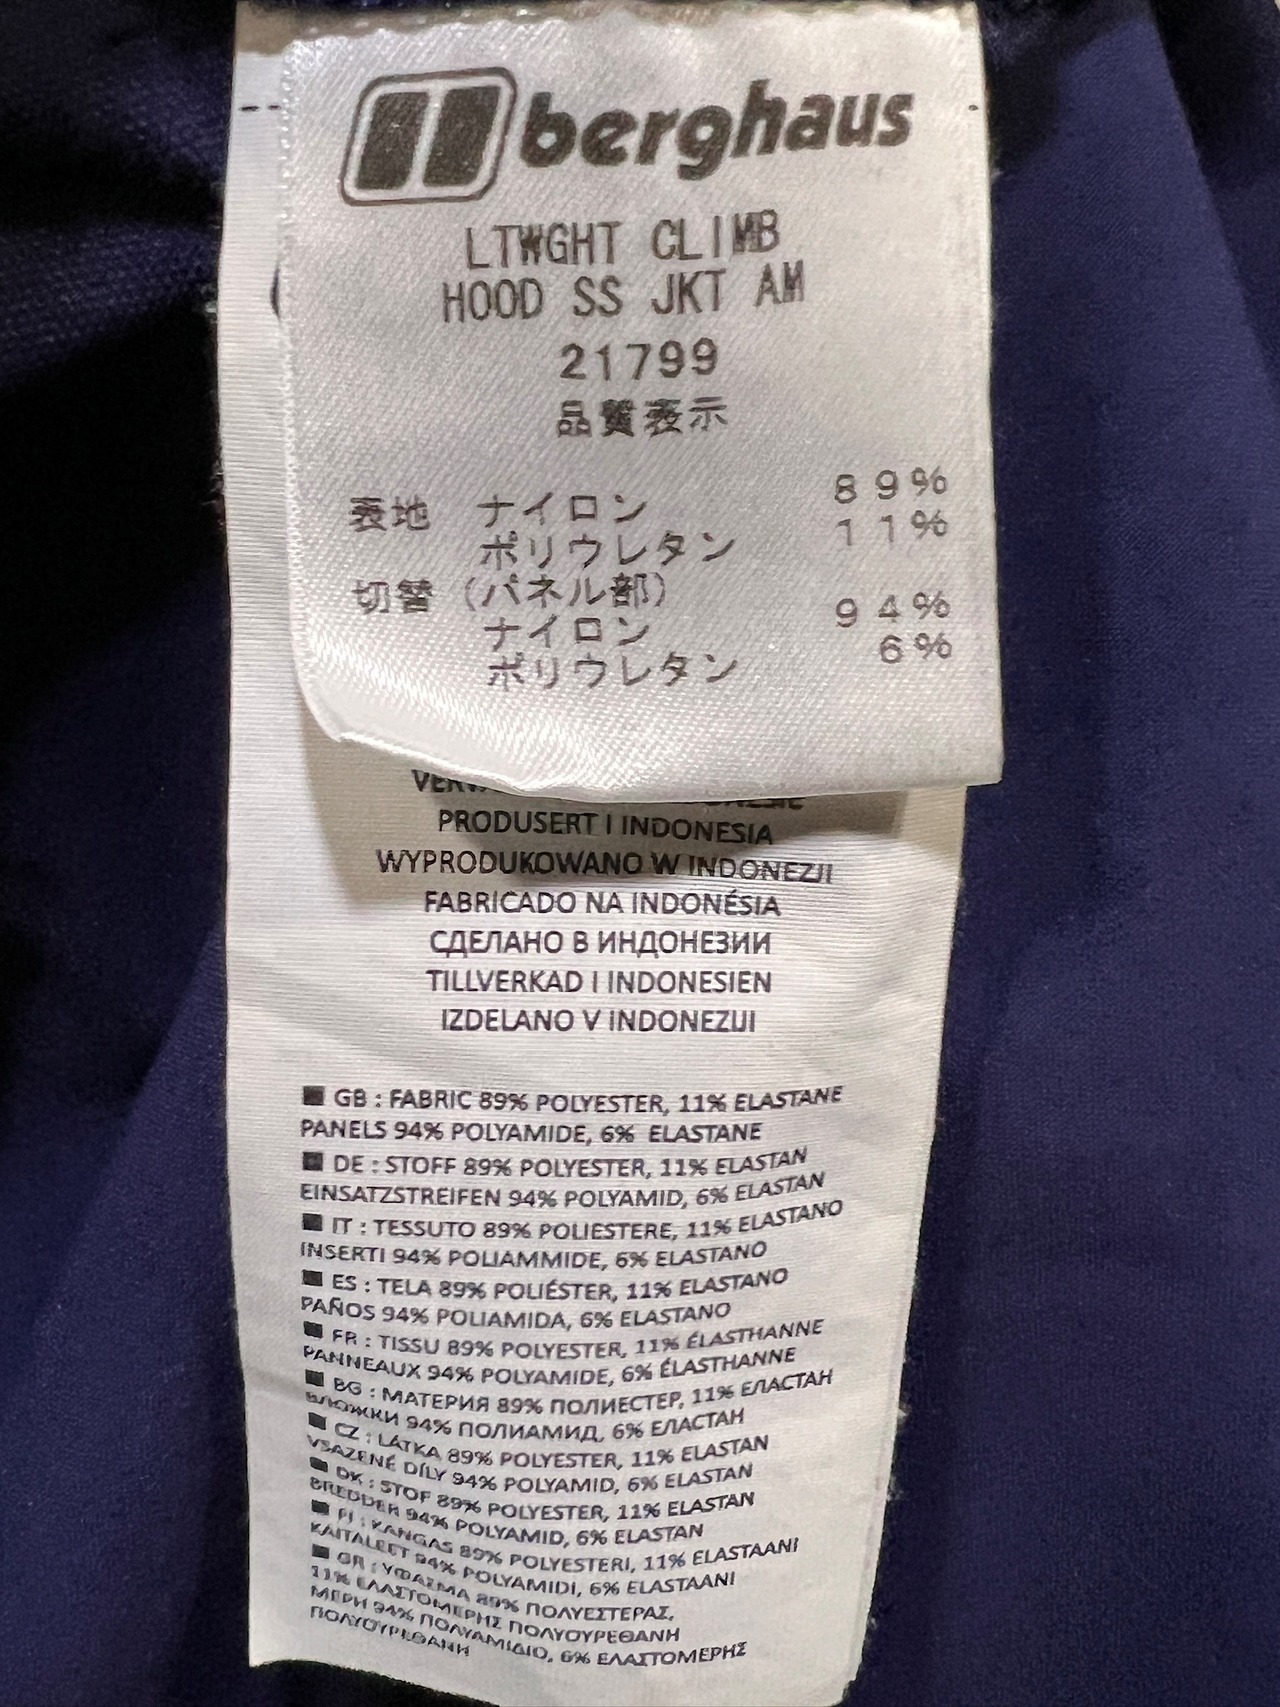 berghaus
LTWGHT CLIMB
HOOD SS JKT AM
21799
品質表示
表地 ナイロン 89%
ポリウレタン 11%
切替 (パネル部)
ナイロン 94%
ポリウレタン 6%
PRODUSERT I INDONESIA
WYPRODUKOWANO W INDONEZJI
FABRICADO NA INDONÉSIA
СДЕЛАНО В ИНДОНЕЗИИ
TILLVERKAD I INDONESIEN
IZDELANO V INDONEZIJI
GB : FABRIC 89% POLYESTER, 11% ELASTANE
PANELS 94% POLYAMIDE, 6% ELASTANE
DE : STOFF 89% POLYESTER, 11% ELASTAN
EINSATZSTREIFEN 94% POLYAMID, 6% ELASTAN
IT : TESSUTO 89% POLIESTERE, 11% ELASTANO
INSERTI 94% POLIAMMIDE, 6% ELASTANO
ES : TELA 89% POLIÉSTER, 11% ELASTANO
PAÑOS 94% POLIAMIDA, 6% ELASTANO
FR : TISSU 89% POLYESTER, 11% ÉLASTHANNE
PANNEAUX 94% POLYAMIDE, 6% ÉLASTHANNE
BG : МАТЕРИЯ 89% ПОЛИЕСТЕР, 11% ЕЛАСТАН
ВЛОЖКИ 94% ПОЛИАМИД, 6% ЕЛАСТАН
CZ : LÁTKA 89% POLYESTER, 11% ELASTAN
VSAZENÉ DÍLY 94% POLYAMID, 6% ELASTAN
DK : STOF 89% POLYESTER, 11% ELASTAN
BREDDER 94% POLYAMID, 6% ELASTAN
FI : KANGAS 89% POLYESTERI, 11% ELASTAANI
KAITALEET 94% POLYAMIDI, 6% ELASTAANI
GR : ΥΦΑΣΜΑ 89% ΠΟΛΥΕΣΤΕΡΑΣ,
11% ΕΛΑΣΤΟΜΕΡΗΣ ΠΟΛΥΟΥΡΕΘΑΝΗ
ΜΕΡΗ 94% ΠΟΛΥΑΜΙΔΙΟ, 6% ΕΛΑΣΤΟΜΕΡΗΣ
ΠΟΛΥΟΥΡΕΘΑΝΗ